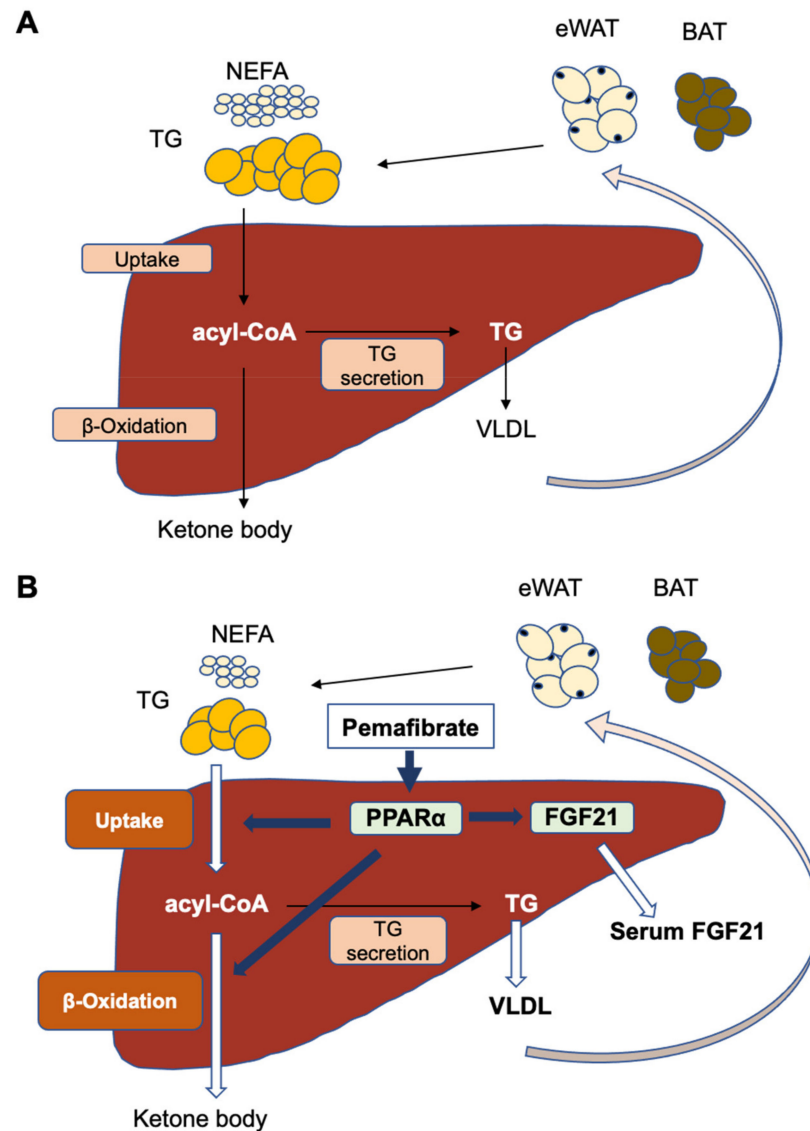 A
eWAT
BAT
NEFA
TG
Uptake
acyl-CoA
TG
TG
secretion
β-Oxidation
VLDL
Ketone body
B
eWAT
BAT
NEFA
TG
Pemafibrate
Uptake
PPARα
FGF21
acyl-CoA
TG
TG
secretion
Serum FGF21
β-Oxidation
VLDL
Ketone body